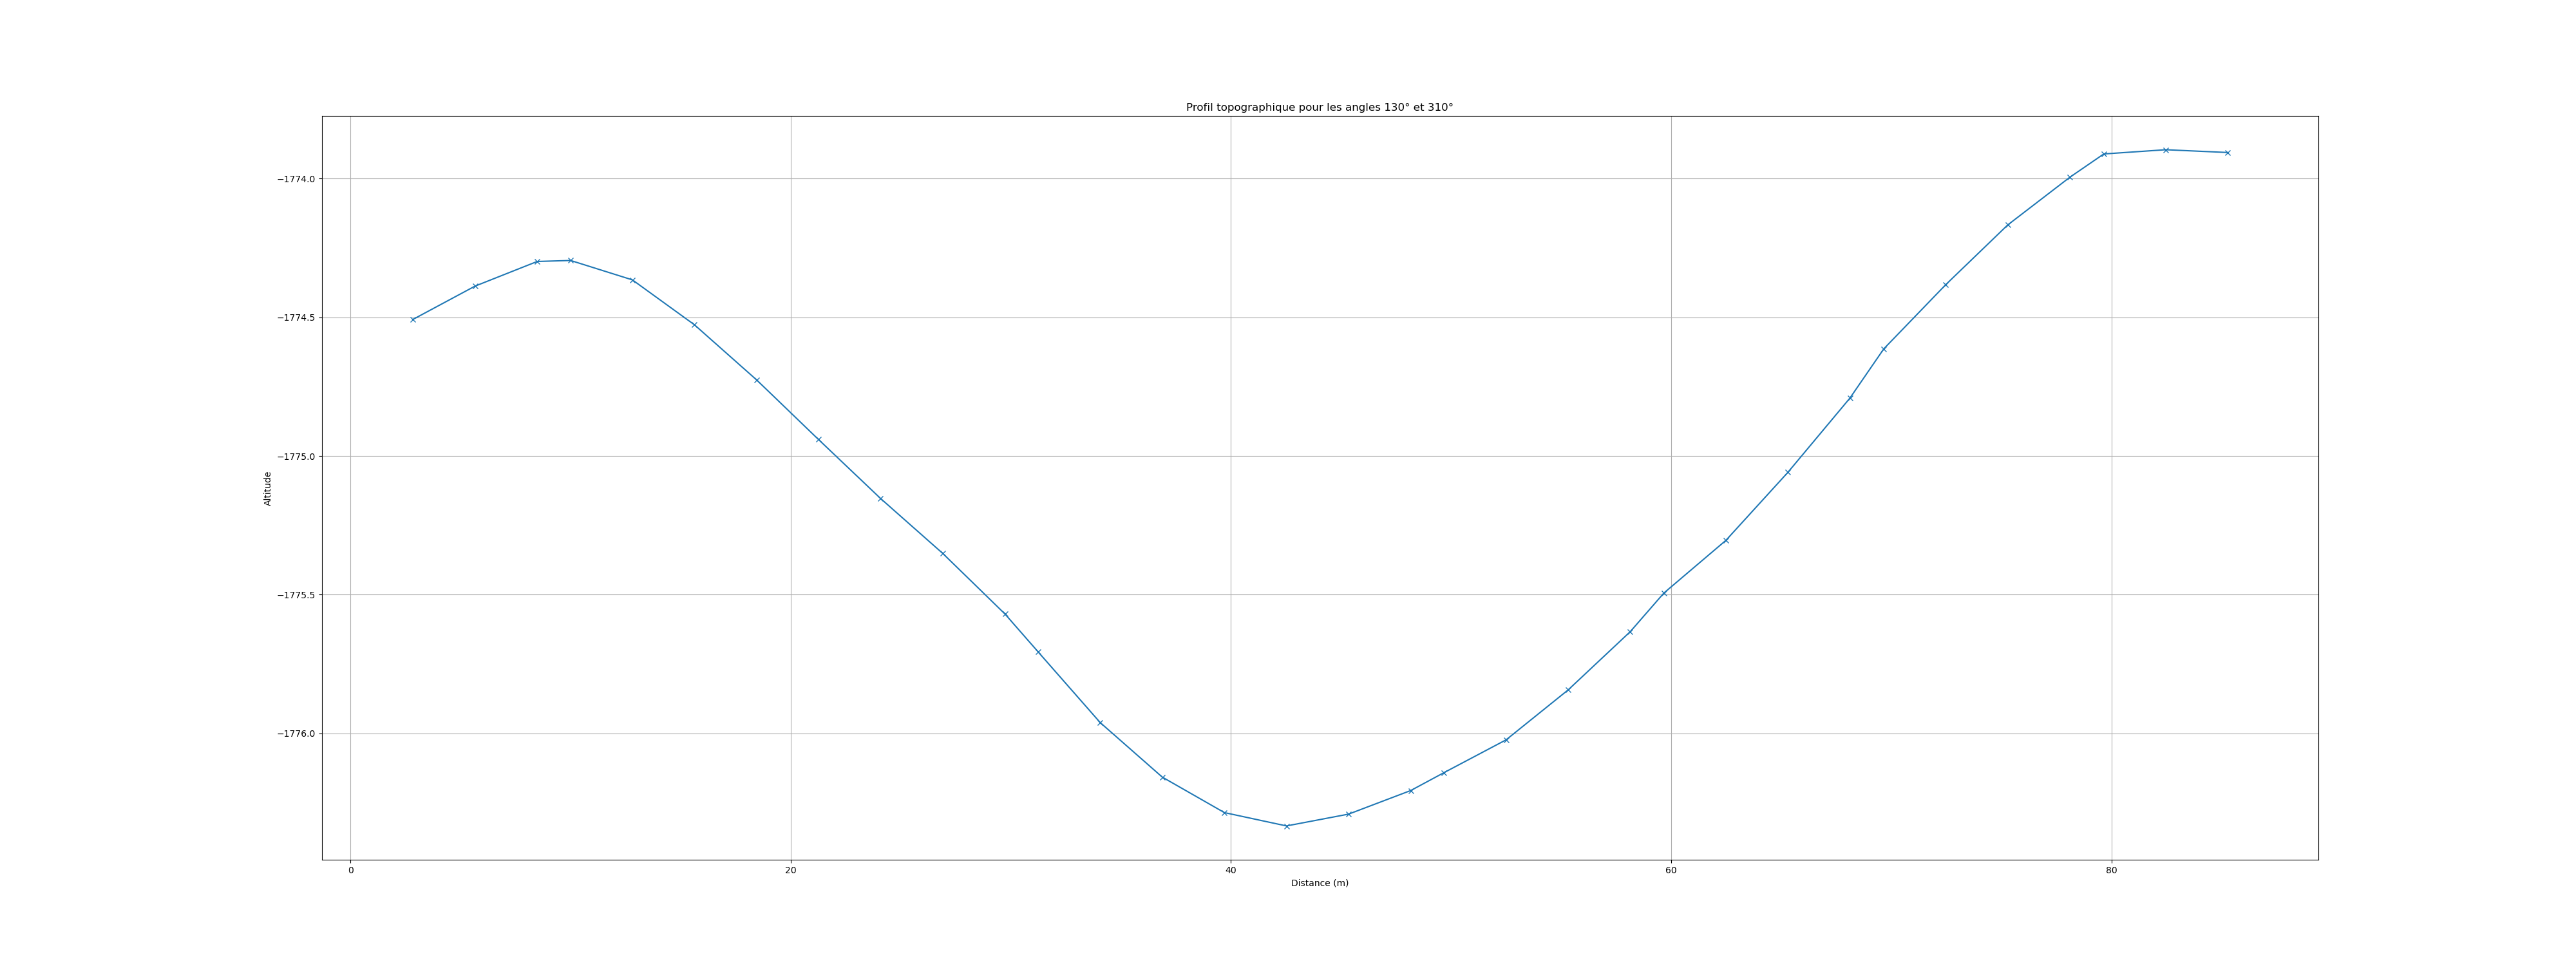 Profil topographique pour les angles 130° et 310°
Altitude
−1774.0
−1774.5
−1775.0
−1775.5
−1776.0
0 20 40 60 80
Distance (m)